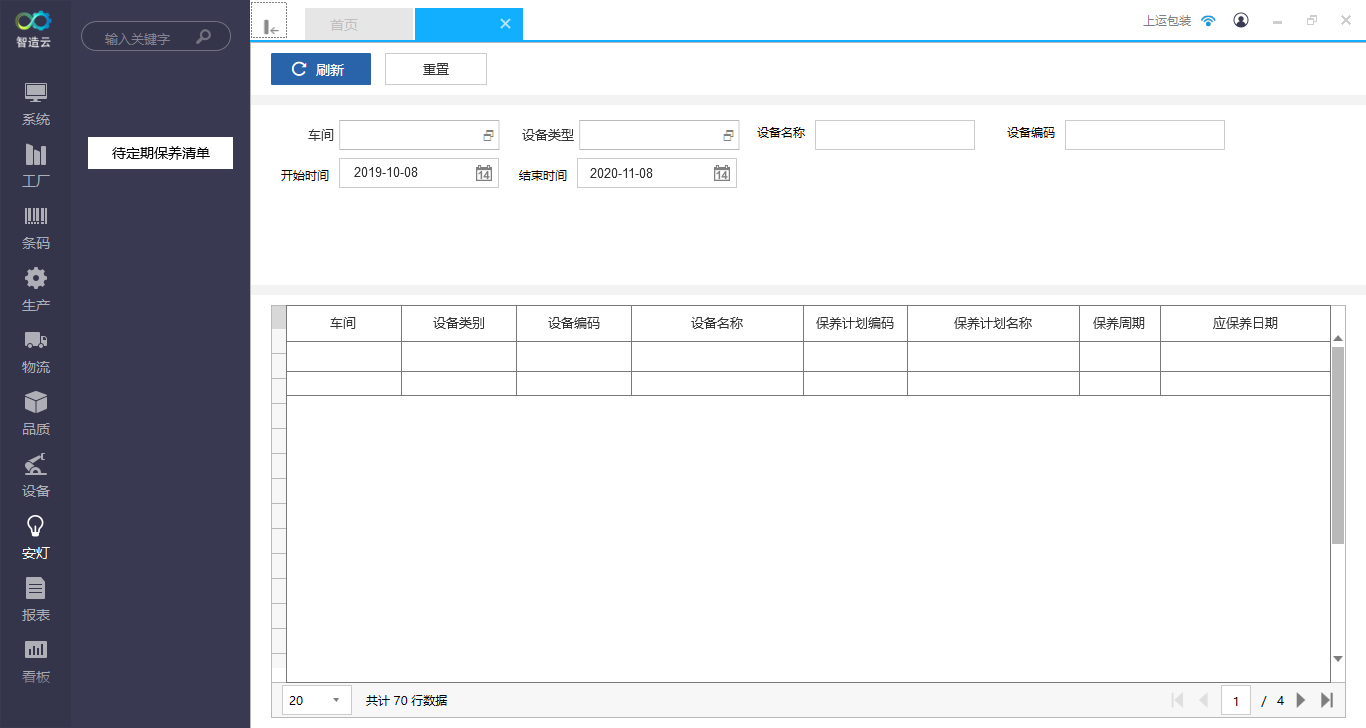 智造云
输入关键字
系统
工厂
条码
生产
物流
品质
设备
安灯
报表
看板
待定期保养清单
首页
上运包装
刷新
重置
车间
设备类型
设备名称
设备编码
开始时间
2019-10-08
14
结束时间
2020-11-08
14
车间 设备类别 设备编码 设备名称 保养计划编码 保养计划名称 保养周期 应保养日期
20
共计 70 行数据
1 / 4